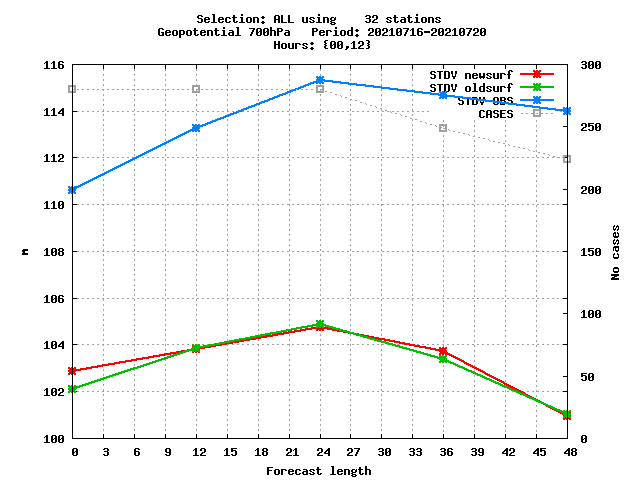 Selection: ALL using    32 stations
Geopotential 700hPa   Period: 20210716-20210720
Hours: {00,12}
116
114
112
110
108
106
104
102
100
m
300
250
200
150
100
50
0
No cases
STDV newsurf
STDV oldsurf
STDV OBS
CASES
0 3 6 9 12 15 18 21 24 27 30 33 36 39 42 45 48
Forecast length